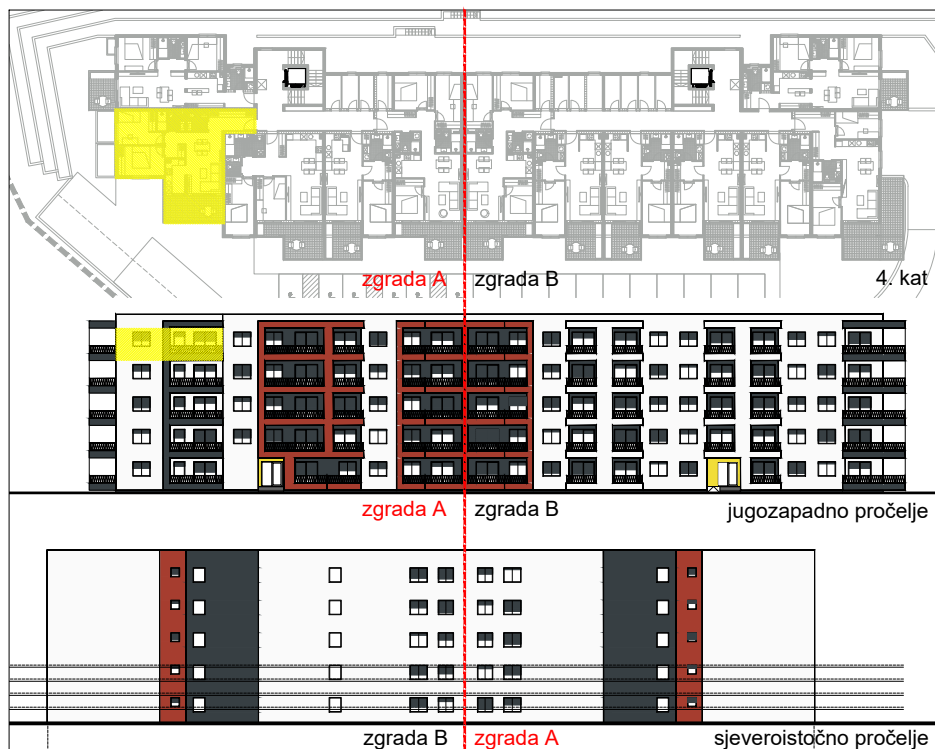 zgrada A zgrada B 4. kat
zgrada A zgrada B jugozapadno pročelje
zgrada B zgrada A sjeveroistočno pročelje